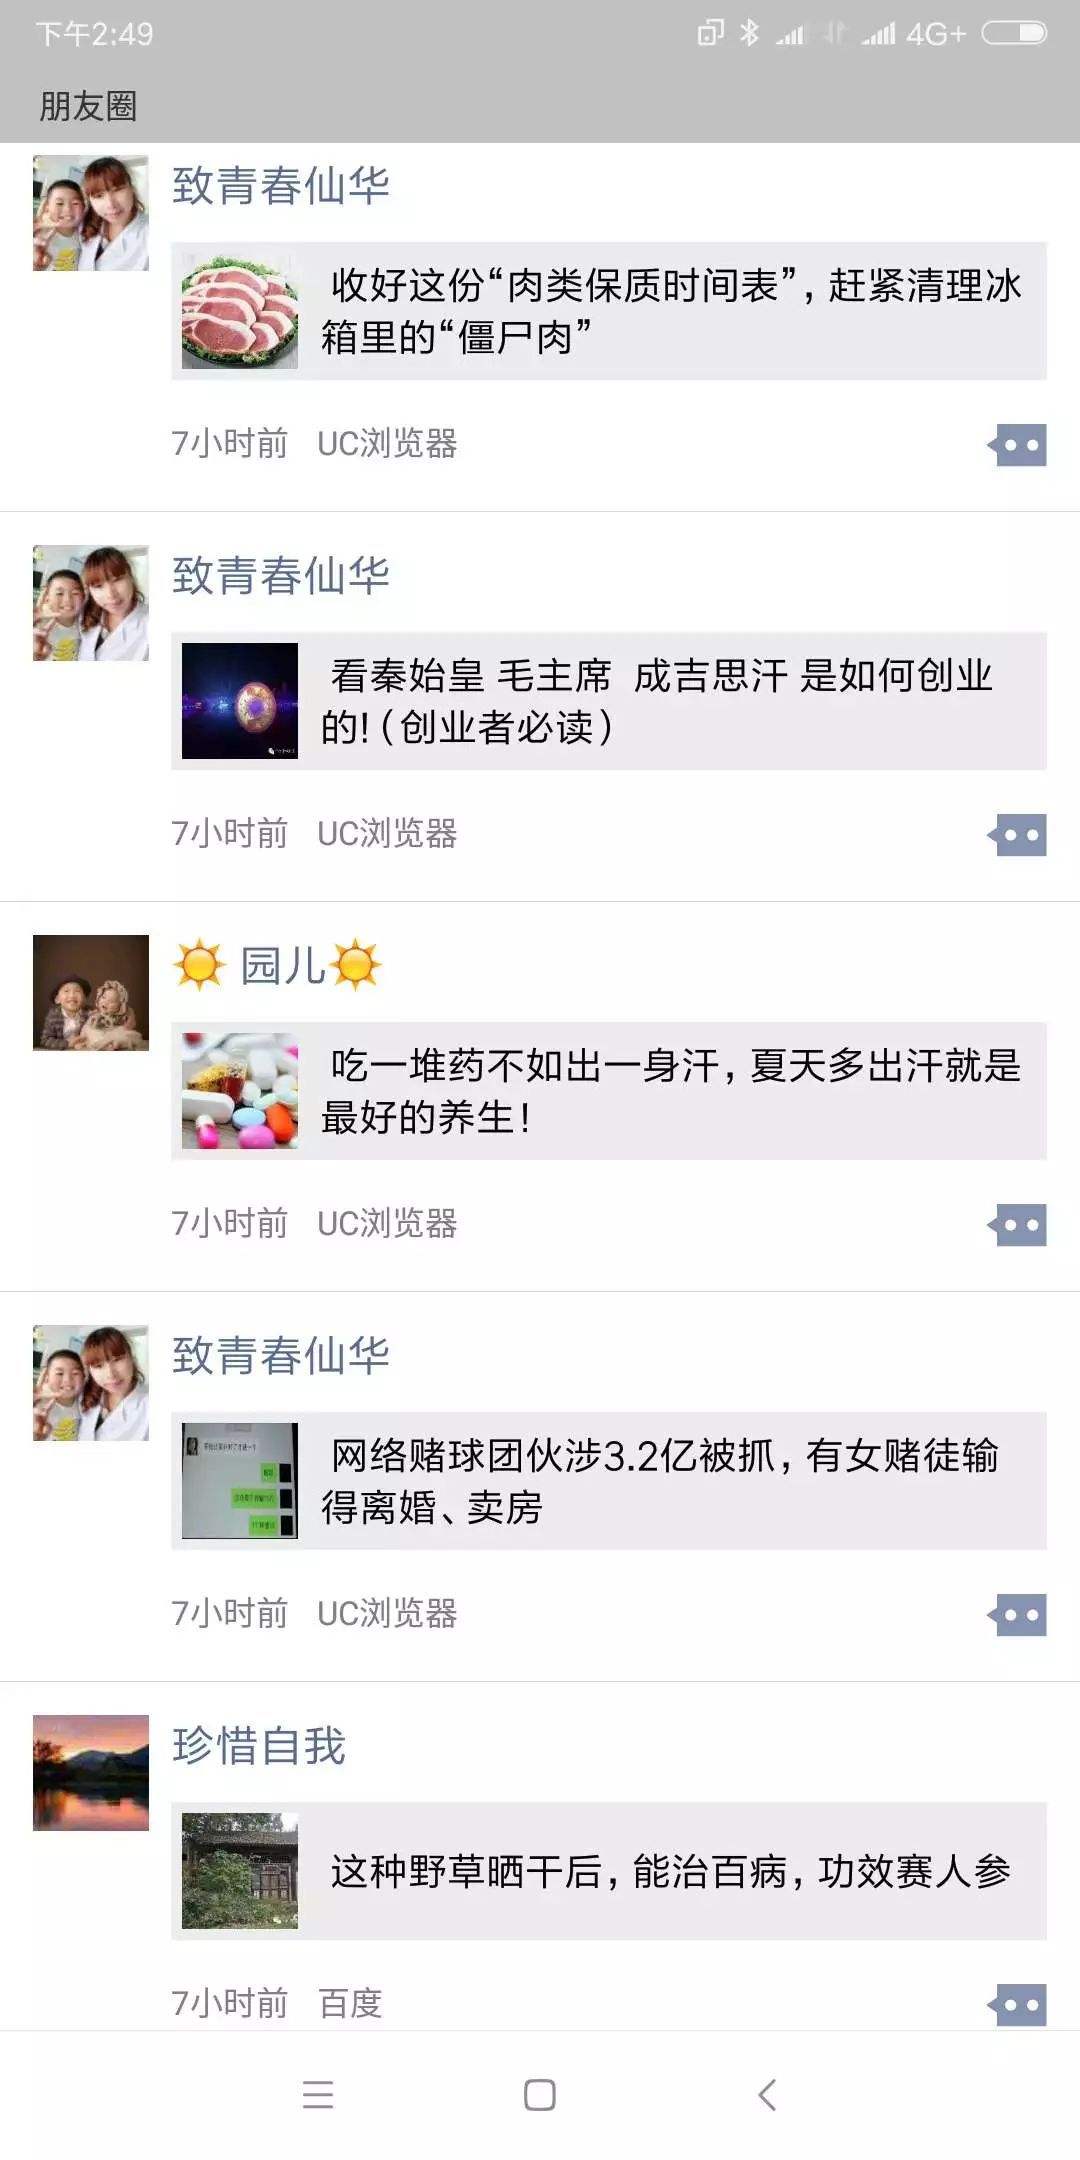 下午2:49
4G+
朋友圈
致青春仙华
收好这份“肉类保质时间表”，赶紧清理冰
箱里的“僵尸肉”
7小时前 UC浏览器
致青春仙华
看秦始皇 毛主席 成吉思汗 是如何创业
的!（创业者必读）
7小时前 UC浏览器
☀️ 园儿☀️
吃一堆药不如出一身汗，夏天多出汗就是
最好的养生！
7小时前 UC浏览器
致青春仙华
网络赌球团伙涉3.2亿被抓，有女赌徒输
得离婚、卖房
7小时前 UC浏览器
珍惜自我
这种野草晒干后，能治百病，功效赛人参
7小时前 百度